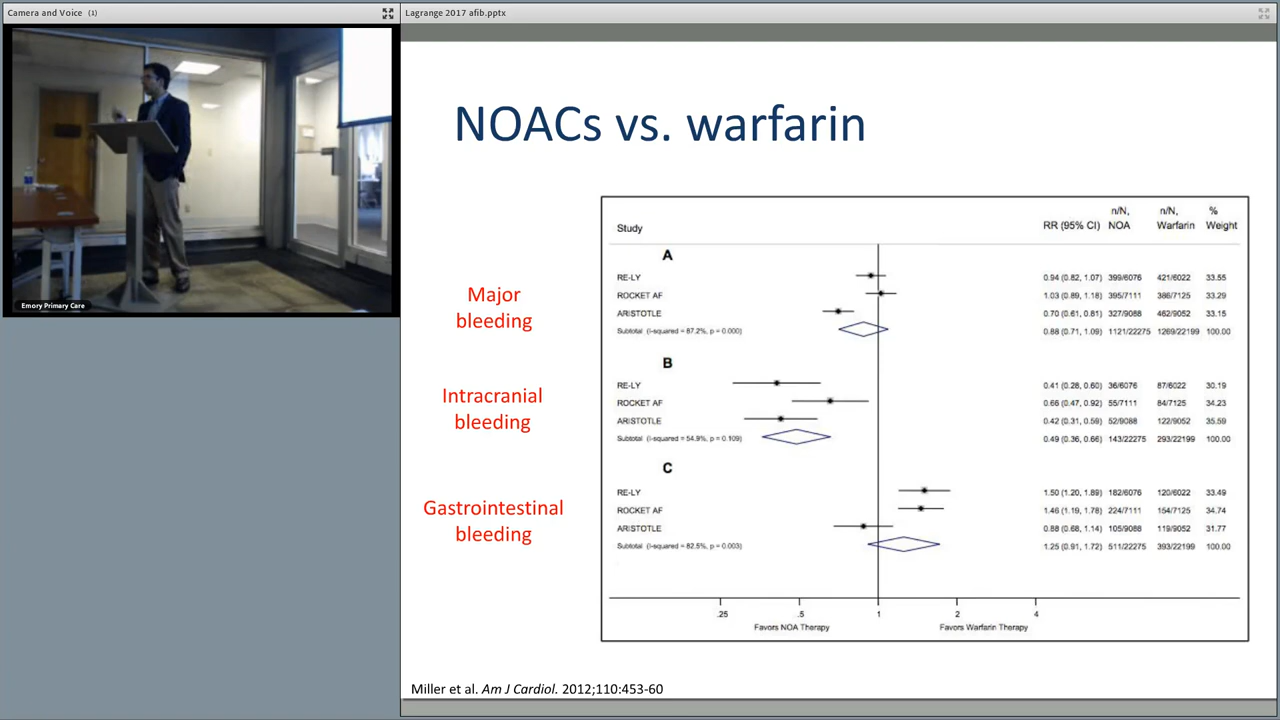 Camera and Voice (1)
Lagrange 2017 afib.pptx
Emory Primary Care
NOACs vs. warfarin
Study
RR (95% CI)
n/N, NOA
n/N, Warfarin
% Weight
Major bleeding
A
RE-LY 0.94 (0.82, 1.07) 399/6076 421/6022 33.55
ROCKET AF 1.03 (0.89, 1.18) 395/7111 386/7125 33.29
ARISTOTLE 0.70 (0.61, 0.81) 327/9088 462/9052 33.15
Subtotal (I-squared = 87.2%, p = 0.000) 0.88 (0.71, 1.09) 1121/22275 1269/22199 100.00
Intracranial bleeding
B
RE-LY 0.41 (0.28, 0.60) 36/6076 87/6022 30.19
ROCKET AF 0.66 (0.47, 0.92) 55/7111 84/7125 34.23
ARISTOTLE 0.42 (0.31, 0.59) 52/9088 122/9052 35.59
Subtotal (I-squared = 54.9%, p = 0.109) 0.49 (0.36, 0.66) 143/22275 293/22199 100.00
Gastrointestinal bleeding
C
RE-LY 1.50 (1.20, 1.89) 182/6076 120/6022 33.49
ROCKET AF 1.46 (1.19, 1.78) 224/7111 154/7125 34.74
ARISTOTLE 0.88 (0.68, 1.14) 105/9088 119/9052 31.77
Subtotal (I-squared = 82.5%, p = 0.003) 1.25 (0.91, 1.72) 511/22275 393/22199 100.00
.25 .5 1 2 4
Favors NOA Therapy Favors Warfarin Therapy
Miller et al. Am J Cardiol. 2012;110:453-60